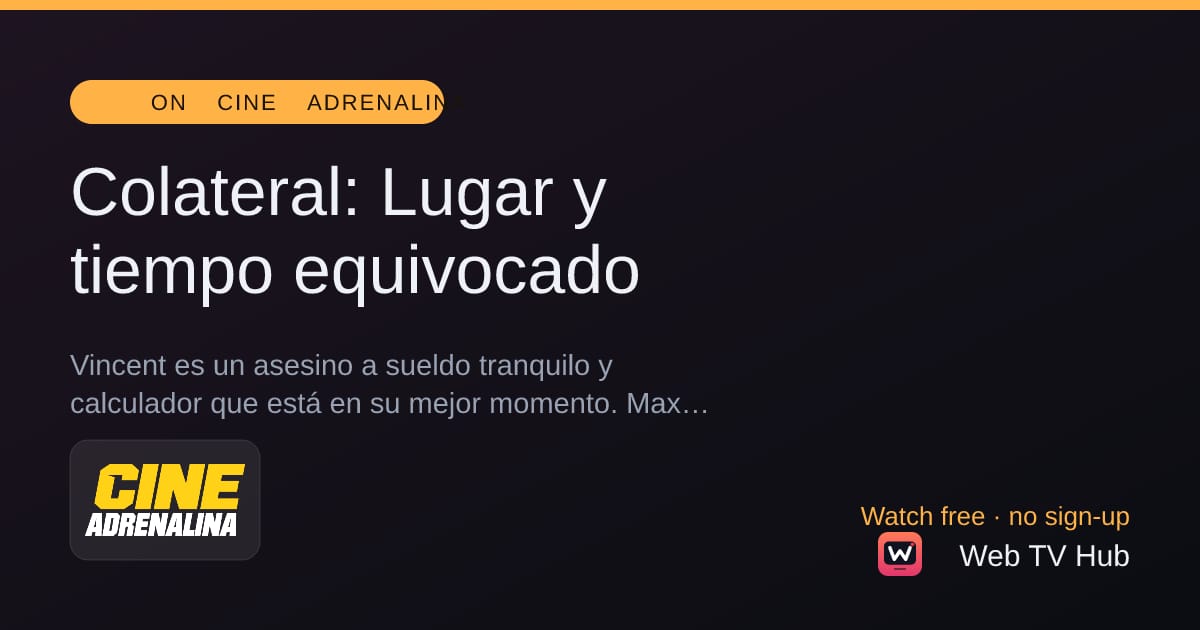 ON CINE ADRENALIN
Colateral: Lugar y
tiempo equivocado
Vincent es un asesino a sueldo tranquilo y
calculador que está en su mejor momento. Max…
CINE
ADRENALINA
Watch free · no sign-up
W
Web TV Hub